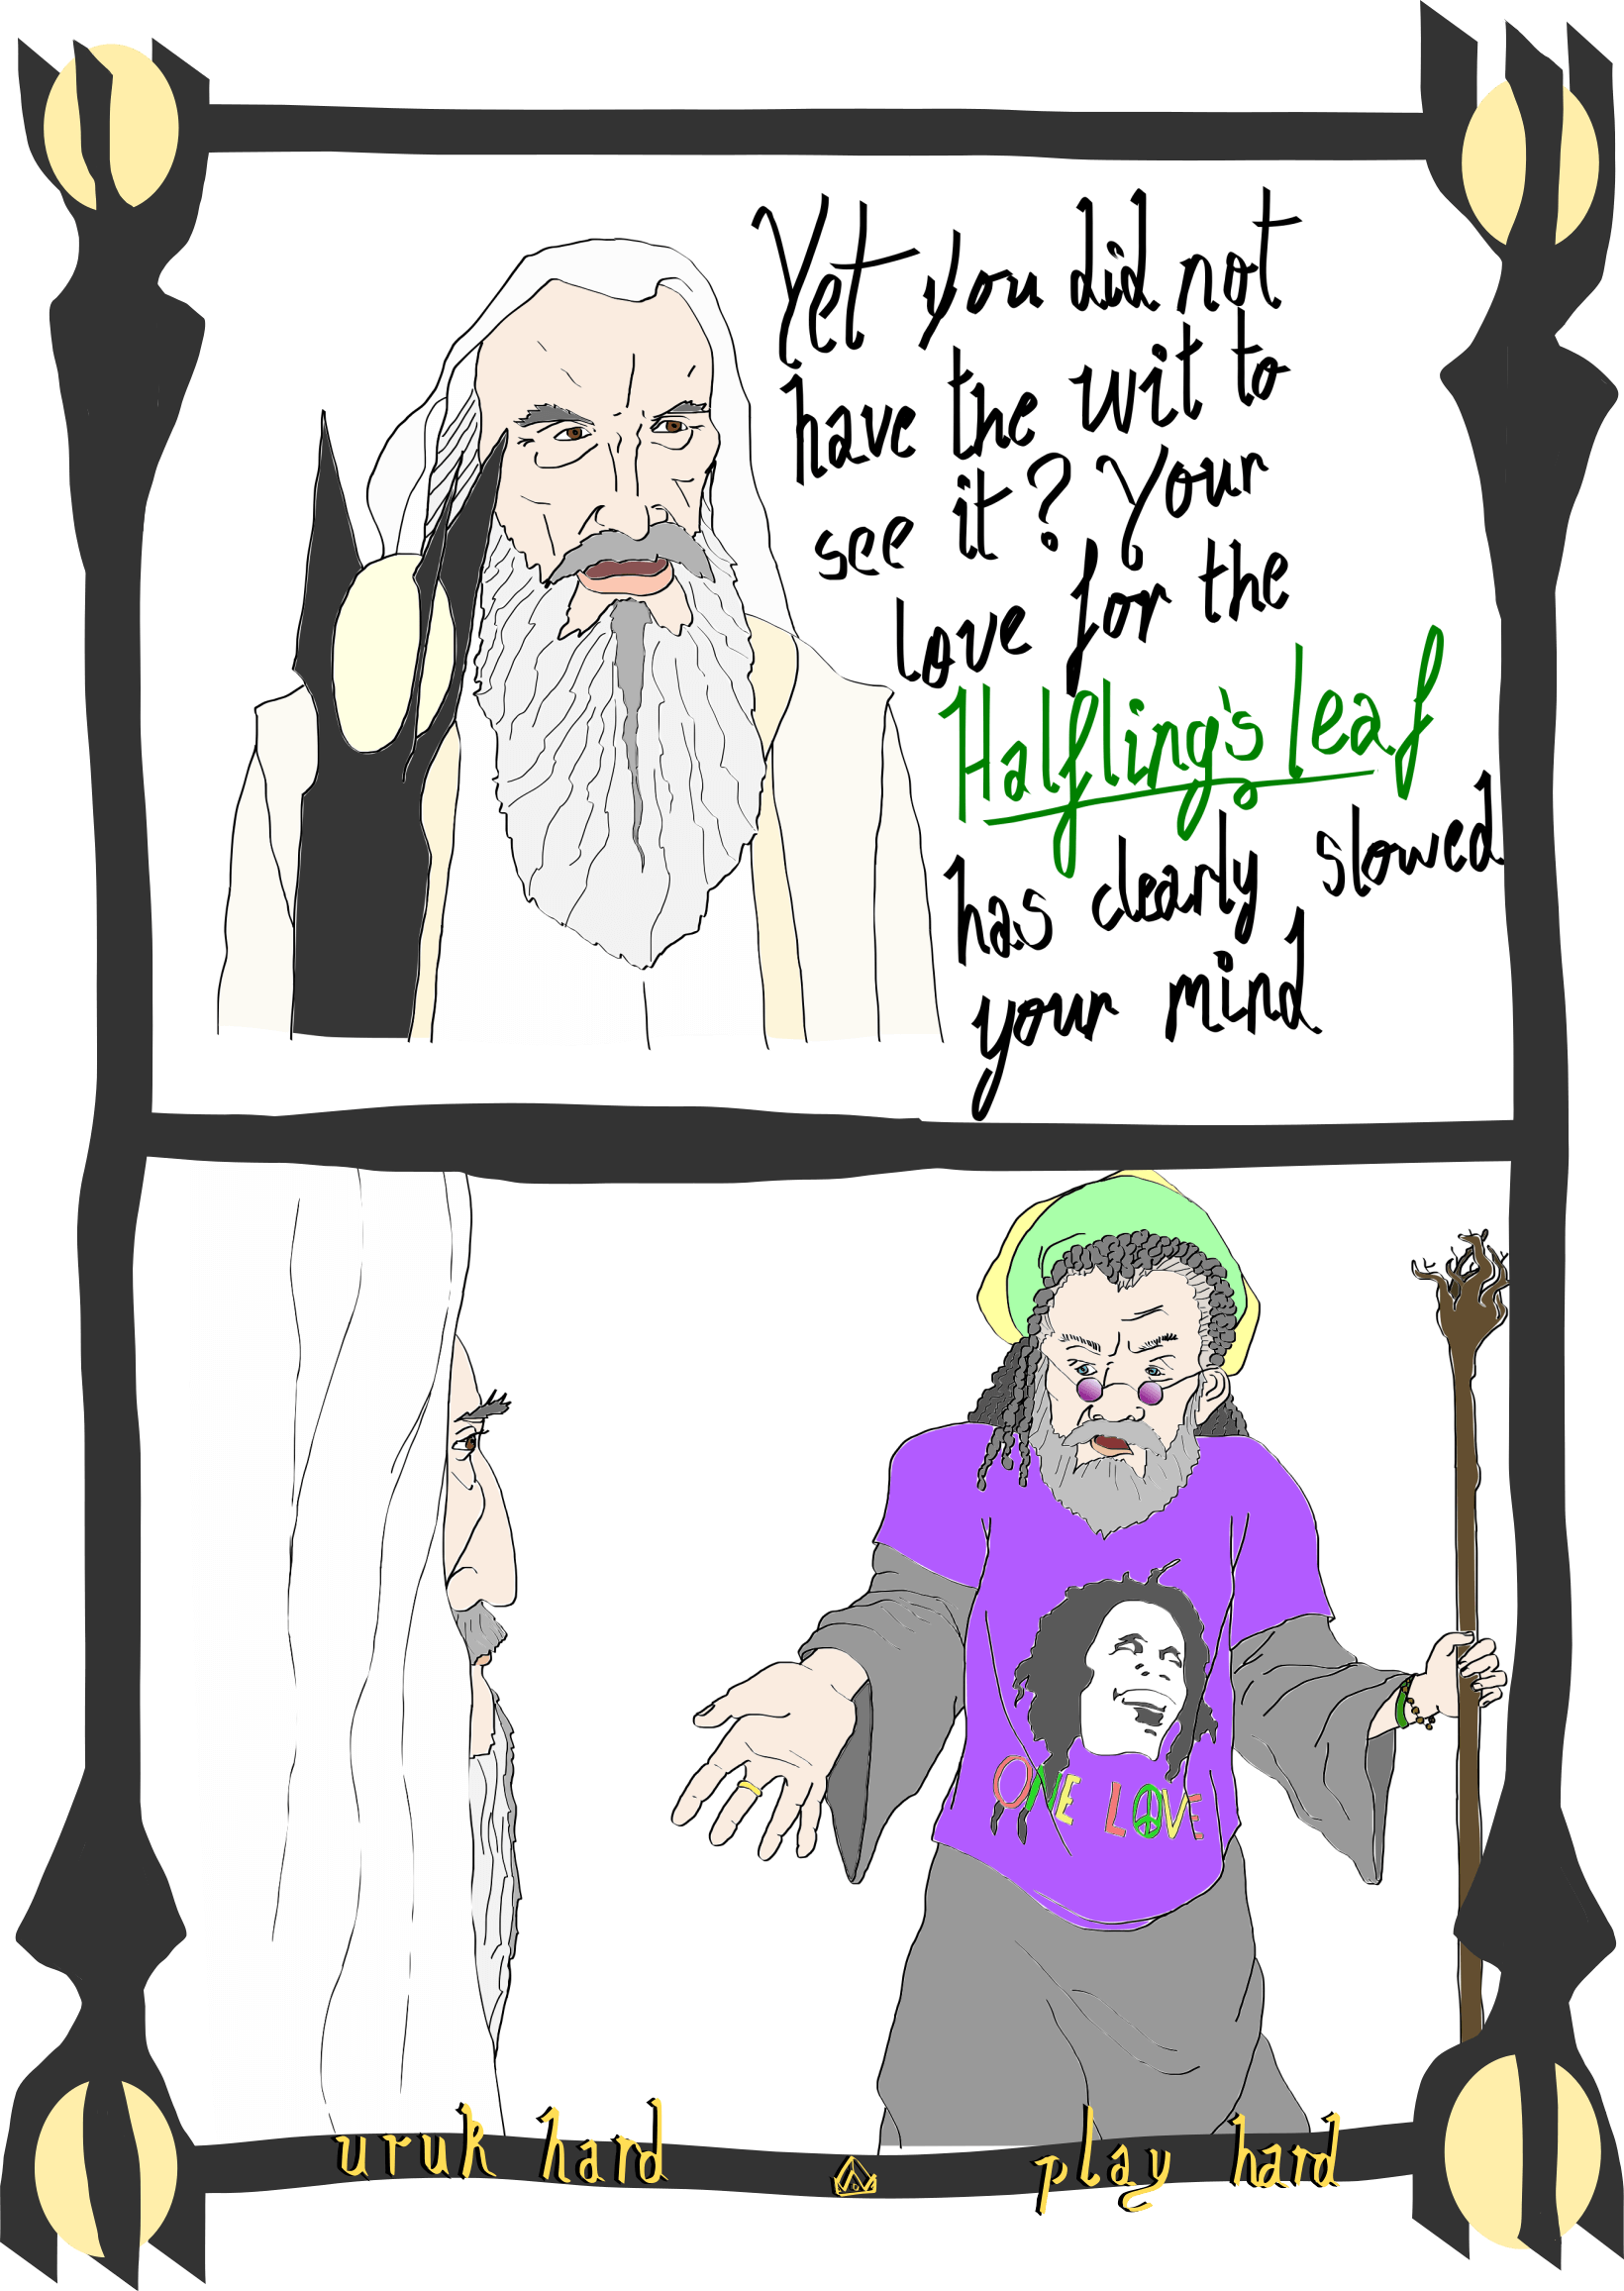 Yet you did not
have the wit to
see it? Your
love for the
Halfling's leaf
has clearly slowed
your mind
ONE LOVE
uruk hard
play hard